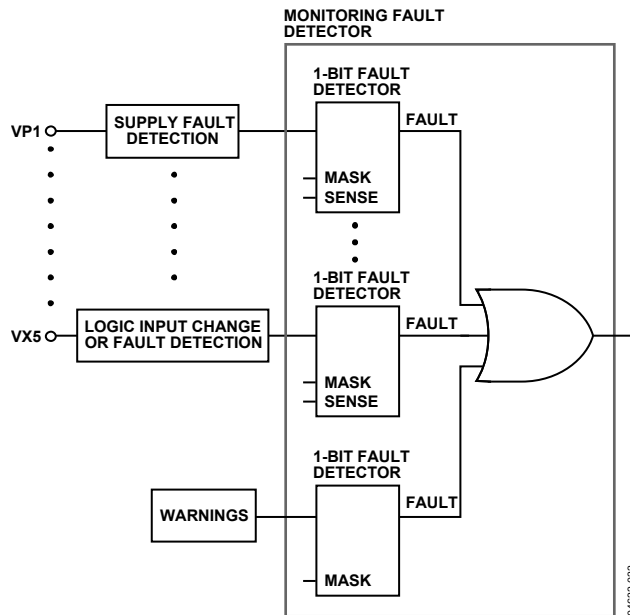 MONITORING FAULT
DETECTOR
1-BIT FAULT
DETECTOR
VP1
SUPPLY FAULT
DETECTION
FAULT
MASK
SENSE
1-BIT FAULT
DETECTOR
VX5
LOGIC INPUT CHANGE
OR FAULT DETECTION
FAULT
MASK
SENSE
1-BIT FAULT
DETECTOR
WARNINGS
FAULT
MASK